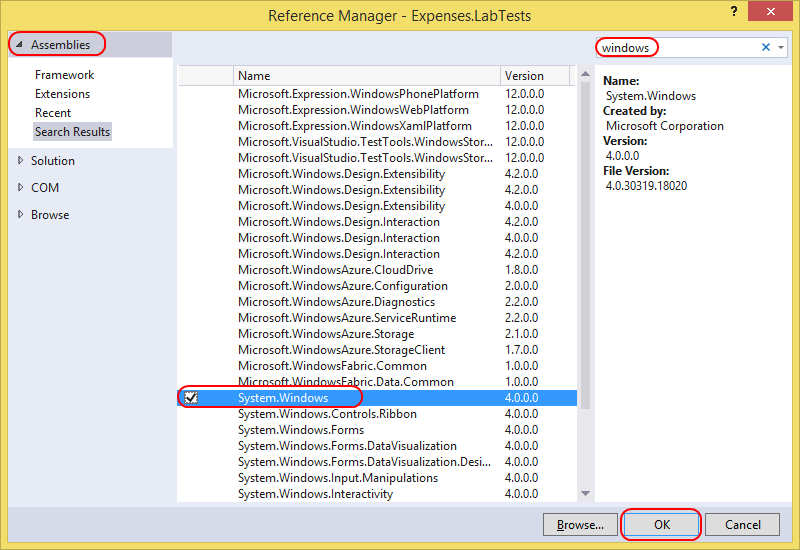 Reference Manager - Expenses.LabTests
? ×
Assemblies
Framework
Extensions
Recent
Search Results
Solution
COM
Browse
windows ×
Name Version
Microsoft.Expression.WindowsPhonePlatform 12.0.0.0
Microsoft.Expression.WindowsWebPlatform 12.0.0.0
Microsoft.Expression.WindowsXamlPlatform 12.0.0.0
Microsoft.VisualStudio.TestTools.WindowsStor... 12.0.0.0
Microsoft.VisualStudio.TestTools.WindowsStor... 12.0.0.0
Microsoft.Windows.Design.Extensibility 4.2.0.0
Microsoft.Windows.Design.Extensibility 4.2.0.0
Microsoft.Windows.Design.Extensibility 4.0.0.0
Microsoft.Windows.Design.Interaction 4.2.0.0
Microsoft.Windows.Design.Interaction 4.2.0.0
Microsoft.Windows.Design.Interaction 4.0.0.0
Microsoft.WindowsAzure.CloudDrive 1.8.0.0
Microsoft.WindowsAzure.Configuration 2.0.0.0
Microsoft.WindowsAzure.Diagnostics 2.2.0.0
Microsoft.WindowsAzure.ServiceRuntime 2.2.0.0
Microsoft.WindowsAzure.Storage 2.1.0.0
Microsoft.WindowsAzure.StorageClient 1.7.0.0
Microsoft.WindowsFabric.Common 1.0.0.0
Microsoft.WindowsFabric.Data.Common 1.0.0.0
System.Windows 4.0.0.0
System.Windows.Controls.Ribbon 4.0.0.0
System.Windows.Forms 4.0.0.0
System.Windows.Forms.DataVisualization 4.0.0.0
System.Windows.Forms.DataVisualization.Desi... 4.0.0.0
System.Windows.Input.Manipulations 4.0.0.0
System.Windows.Interactivity 4.0.0.0
Name:
System.Windows
Created by:
Microsoft Corporation
Version:
4.0.0.0
File Version:
4.0.30319.18020
Browse... OK Cancel